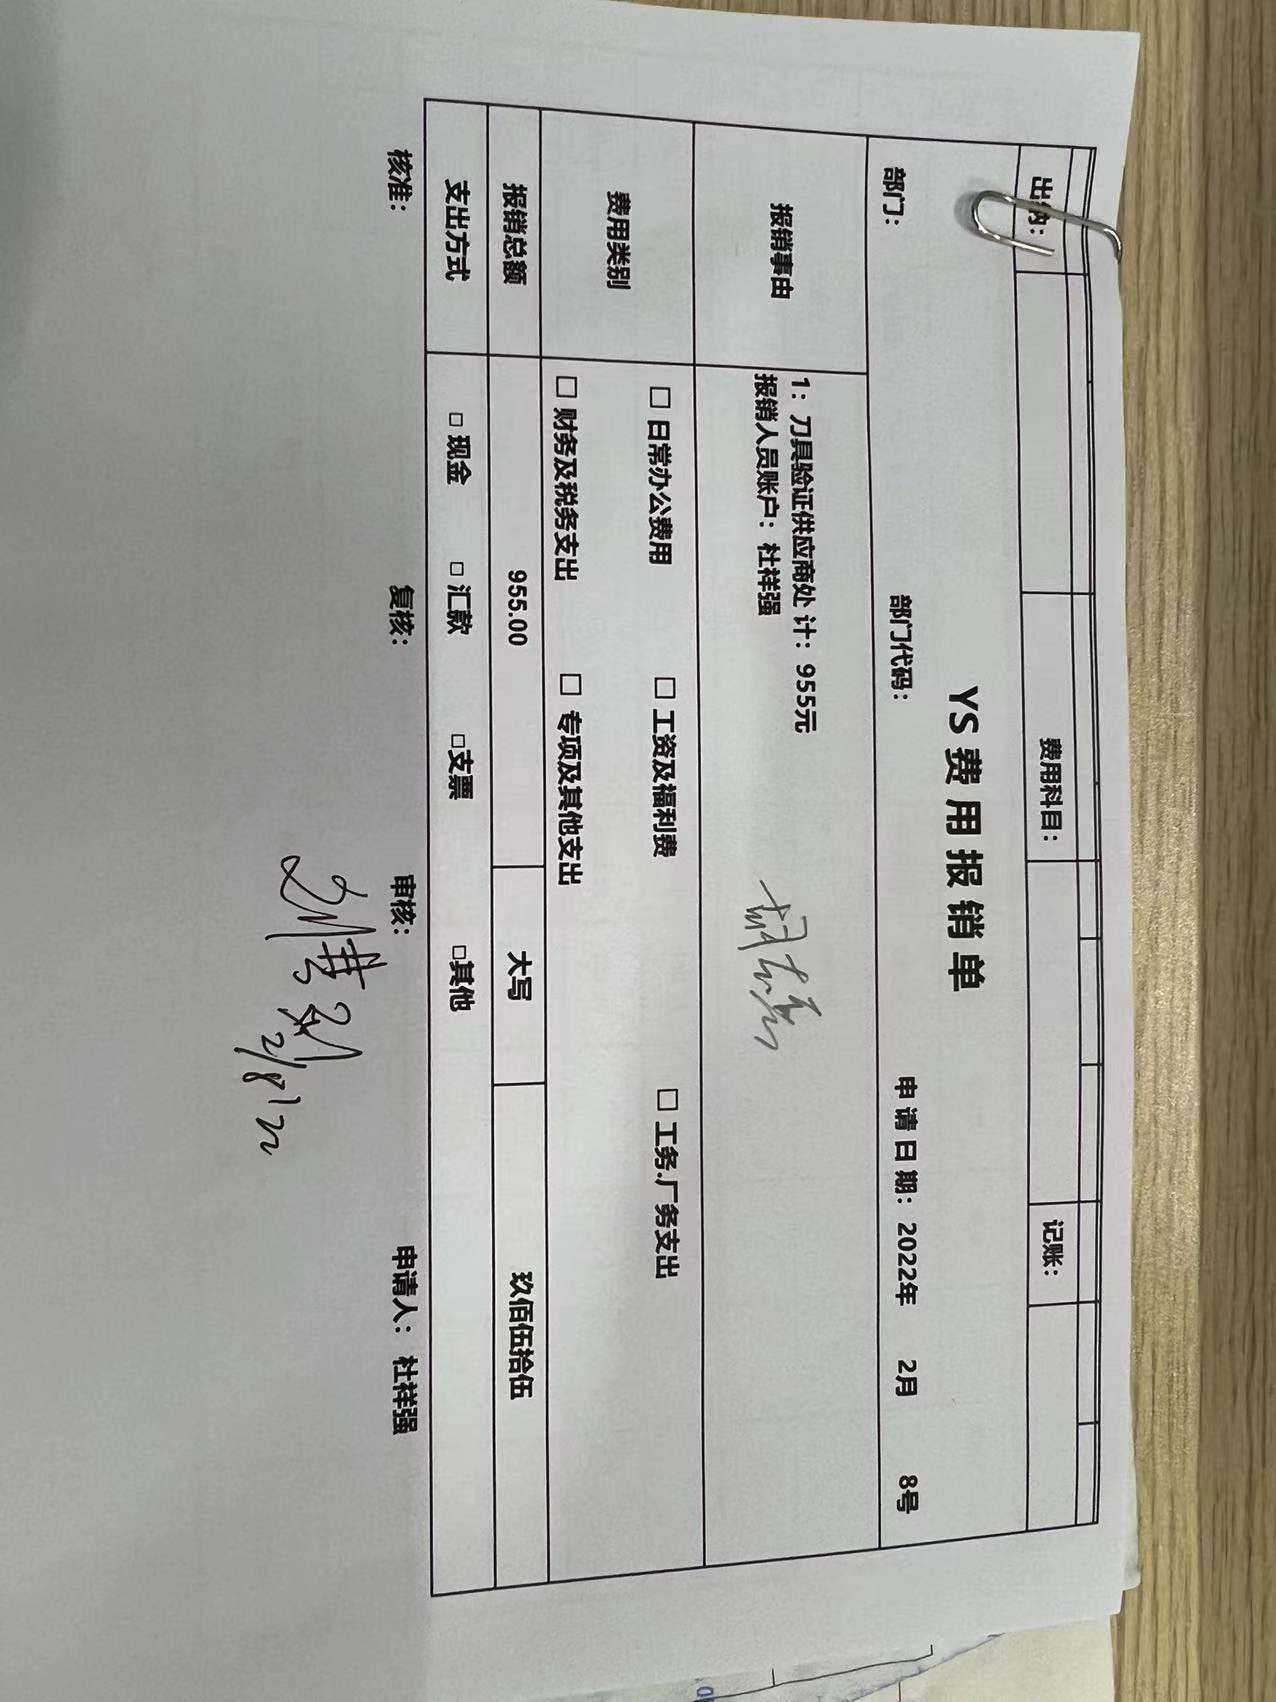 出纳： 费用科目： 记账：
YS 费 用 报 销 单
部门： 部门代码： 申 请 日 期： 2022年 2月 8号
报销事由
1：刀具验证供应商处 计：955元
报销人员账户：杜祥强
费用类别
□ 日常办公费用 □ 工资及福利费 □ 工务.厂务支出
□ 财务及税务支出 □ 专项及其他支出
报销总额 955.00 大写 玖佰伍拾伍
支出方式 □ 现金 □ 汇款 □支票 □其他
核准： 复核： 审核： 申请人： 杜祥强
2/8/22